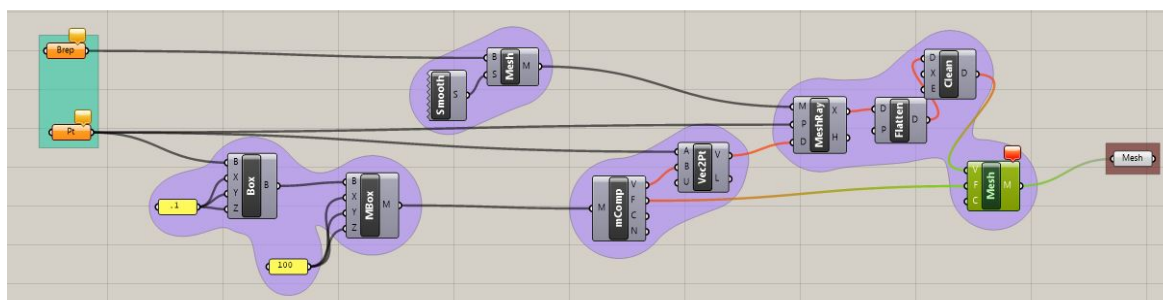 Brep
B
S
Mesh
M
Smooth
S
Pt
B
X
Y
Z
Box
B
.1
B
X
Y
Z
MBox
M
100
M
mComp
V
F
C
N
A
B
U
Vec2Pt
V
L
M
P
D
MeshRay
X
H
D
P
Flatten
D
D
X
E
Clean
D
V
F
C
Mesh
M
Mesh